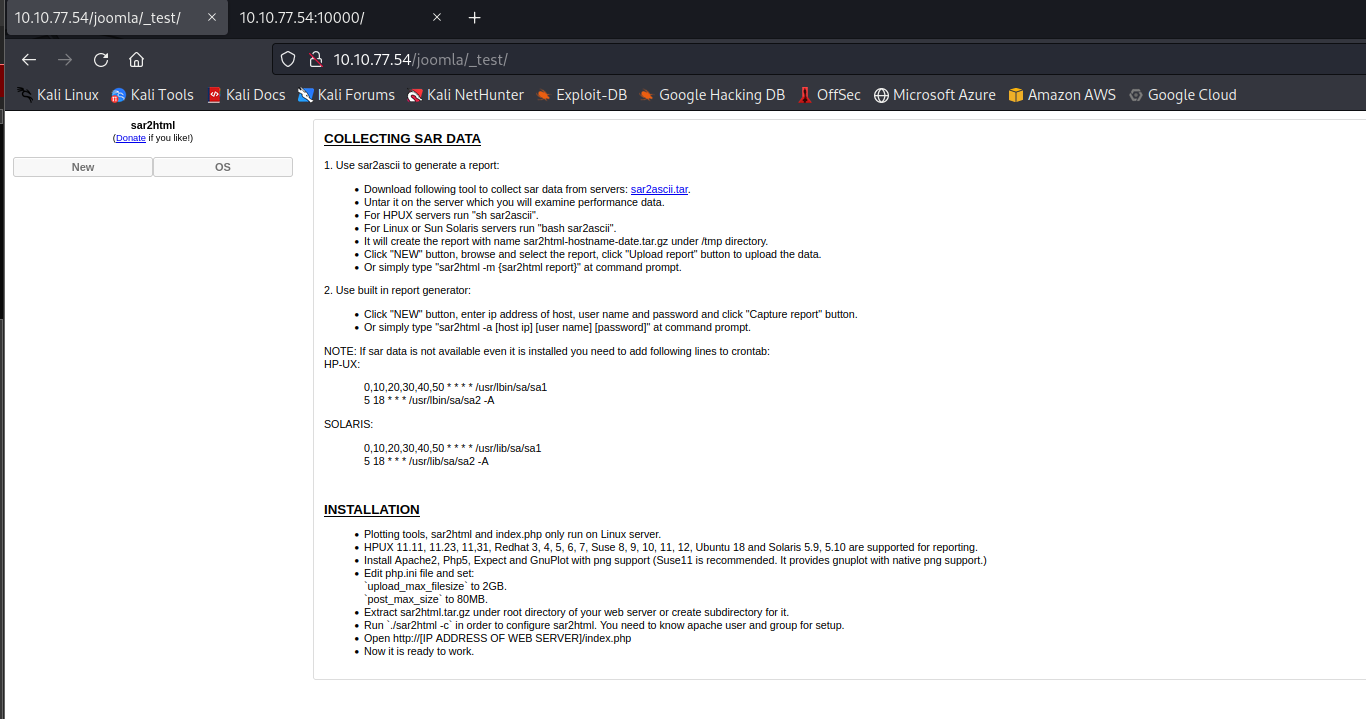 10.10.77.54/joomla/_test/ × 10.10.77.54:10000/ × +
10.10.77.54/joomla/_test/
Kali Linux Kali Tools Kali Docs Kali Forums Kali NetHunter Exploit-DB Google Hacking DB OffSec Microsoft Azure Amazon AWS Google Cloud
sar2html
(Donate if you like!)
New OS
COLLECTING SAR DATA
1. Use sar2ascii to generate a report:
• Download following tool to collect sar data from servers: sar2ascii.tar.
• Untar it on the server which you will examine performance data.
• For HPUX servers run "sh sar2ascii".
• For Linux or Sun Solaris servers run "bash sar2ascii".
• It will create the report with name sar2html-hostname-date.tar.gz under /tmp directory.
• Click "NEW" button, browse and select the report, click "Upload report" button to upload the data.
• Or simply type "sar2html -m {sar2html report}" at command prompt.
2. Use built in report generator:
• Click "NEW" button, enter ip address of host, user name and password and click "Capture report" button.
• Or simply type "sar2html -a [host ip] [user name] [password]" at command prompt.
NOTE: If sar data is not available even it is installed you need to add following lines to crontab:
HP-UX:
0,10,20,30,40,50 * * * * /usr/lbin/sa/sa1
5 18 * * * /usr/lbin/sa/sa2 -A
SOLARIS:
0,10,20,30,40,50 * * * * /usr/lib/sa/sa1
5 18 * * * /usr/lib/sa/sa2 -A
INSTALLATION
• Plotting tools, sar2html and index.php only run on Linux server.
• HPUX 11.11, 11.23, 11,31, Redhat 3, 4, 5, 6, 7, Suse 8, 9, 10, 11, 12, Ubuntu 18 and Solaris 5.9, 5.10 are supported for reporting.
• Install Apache2, Php5, Expect and GnuPlot with png support (Suse11 is recommended. It provides gnuplot with native png support.)
• Edit php.ini file and set:
`upload_max_filesize` to 2GB.
`post_max_size` to 80MB.
• Extract sar2html.tar.gz under root directory of your web server or create subdirectory for it.
• Run `./sar2html -c` in order to configure sar2html. You need to know apache user and group for setup.
• Open http://[IP ADDRESS OF WEB SERVER]/index.php
• Now it is ready to work.